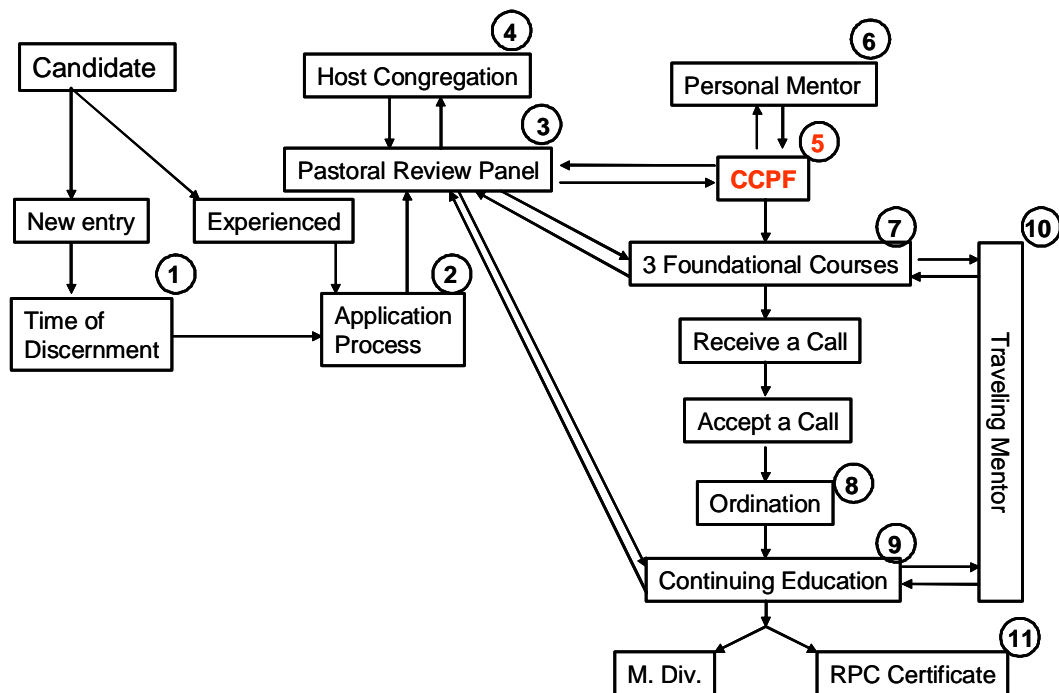 4
6
Candidate
Host Congregation
Personal Mentor
3
5
Pastoral Review Panel
CCPF
New entry
Experienced
7
10
3 Foundational Courses
1
2
Time of
Discernment
Application
Process
Receive a Call
Traveling Mentor
Accept a Call
8
Ordination
9
Continuing Education
11
M. Div.
RPC Certificate